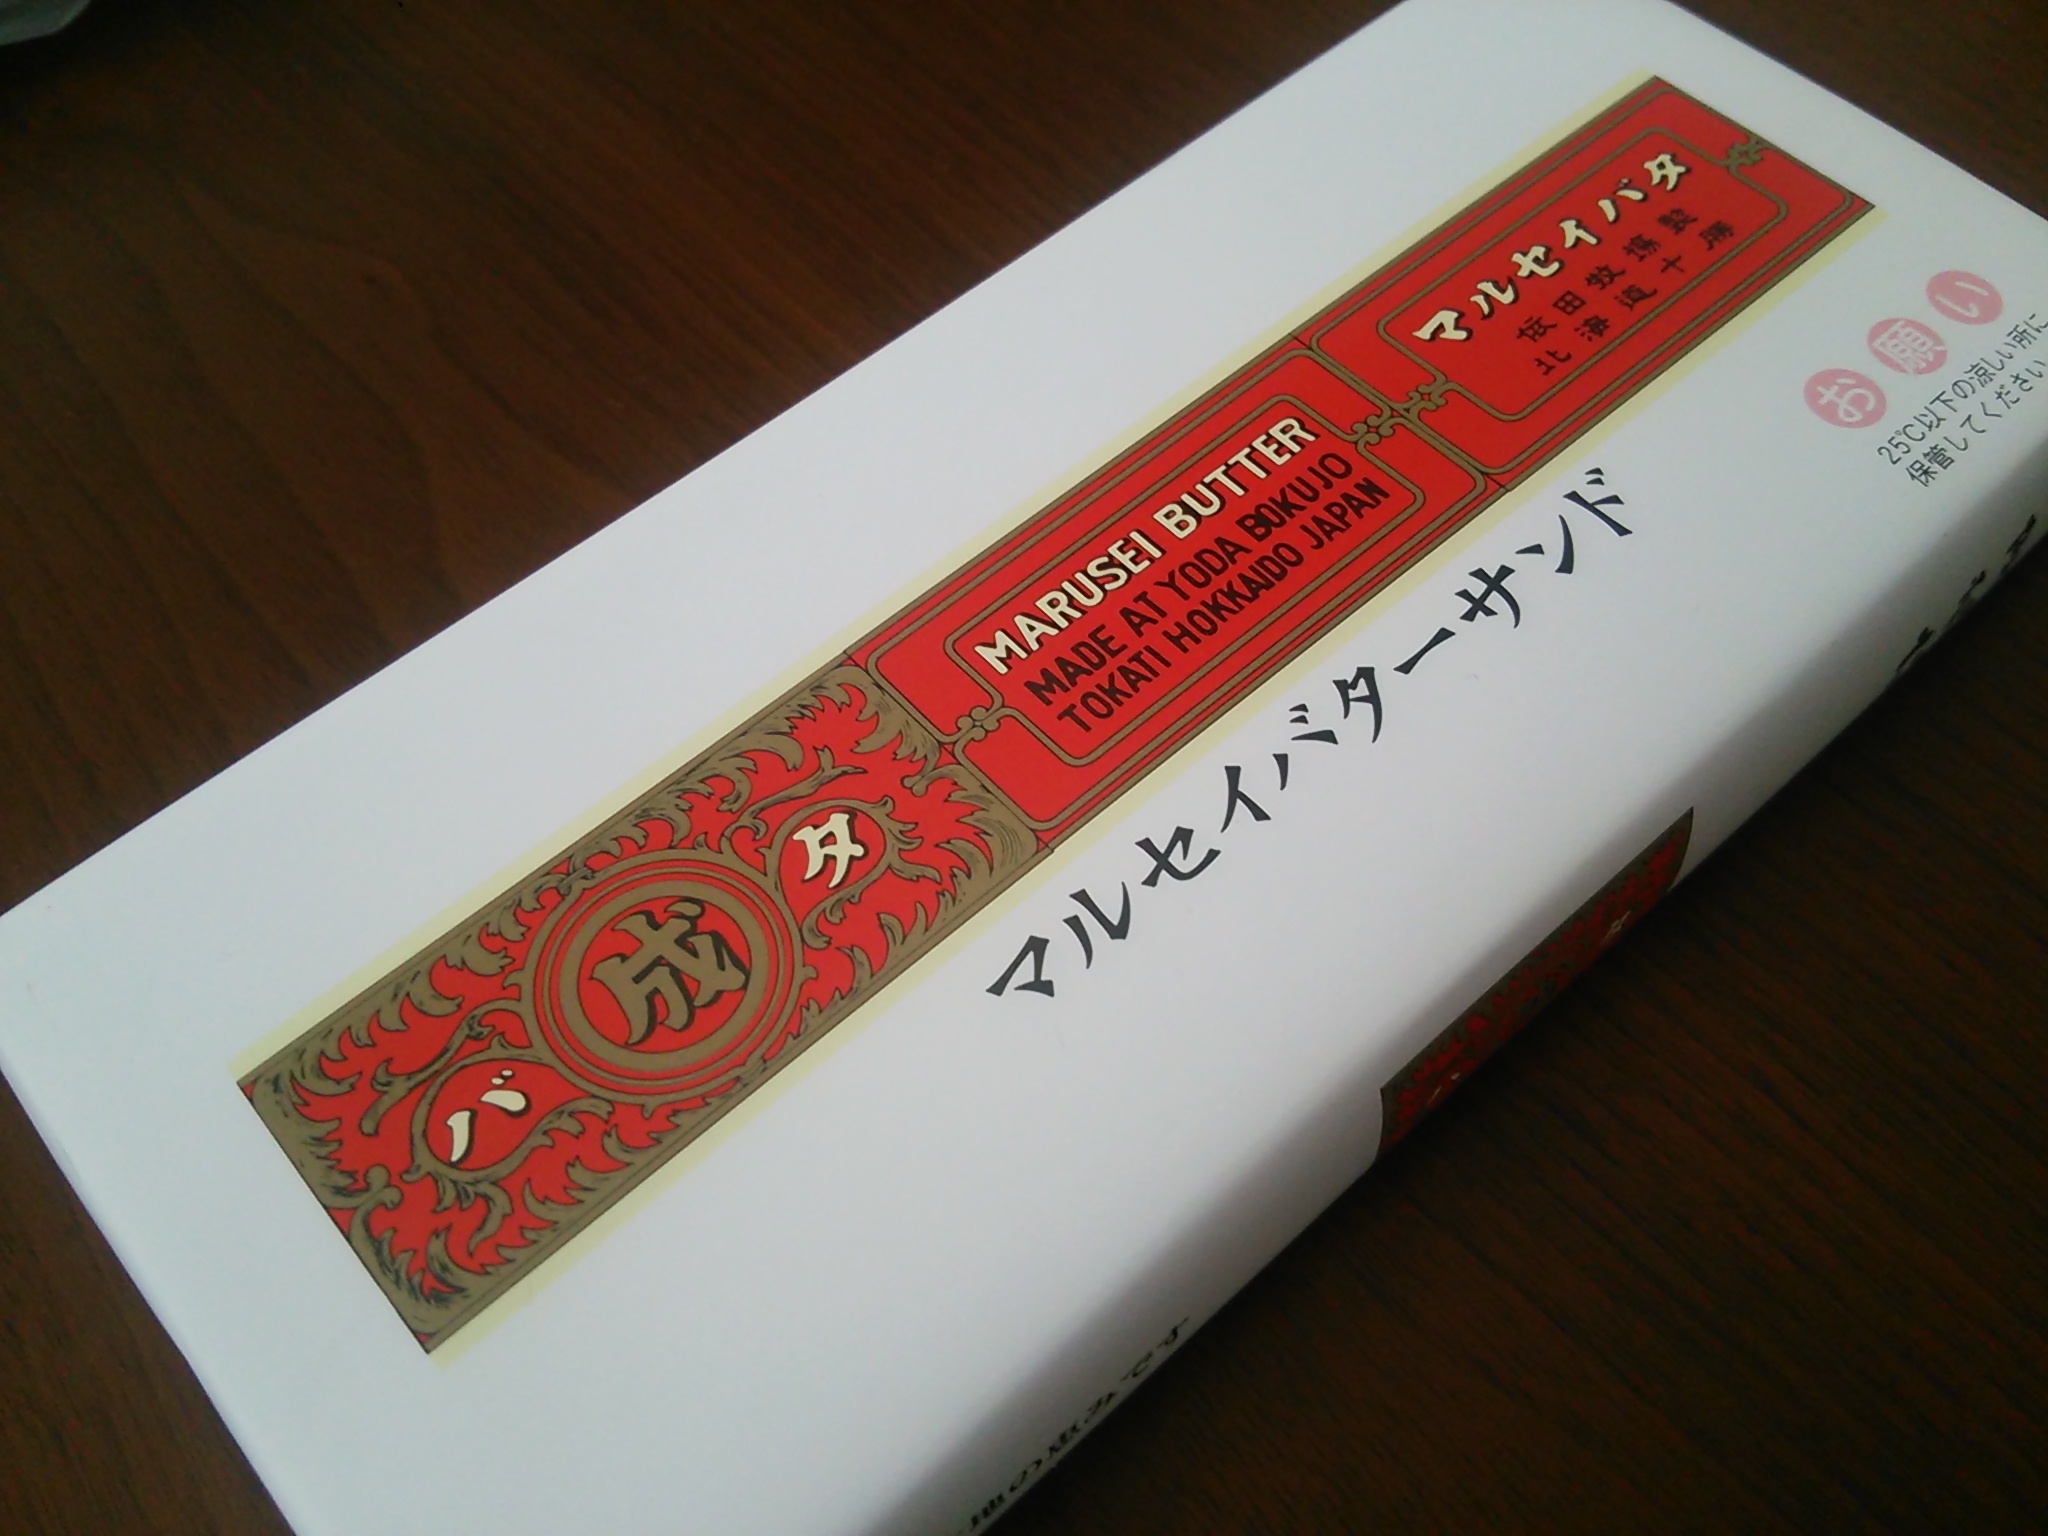 バ成タ
MARUSEI BUTTER
MADE AT YODA BOKUJO
TOKATI HOKKAIDO JAPAN
マルセイバタ
依田牧場製
北海道十勝
マルセイバターサンド
お願い
25℃以下の涼しい所に
保管してください
バ タ